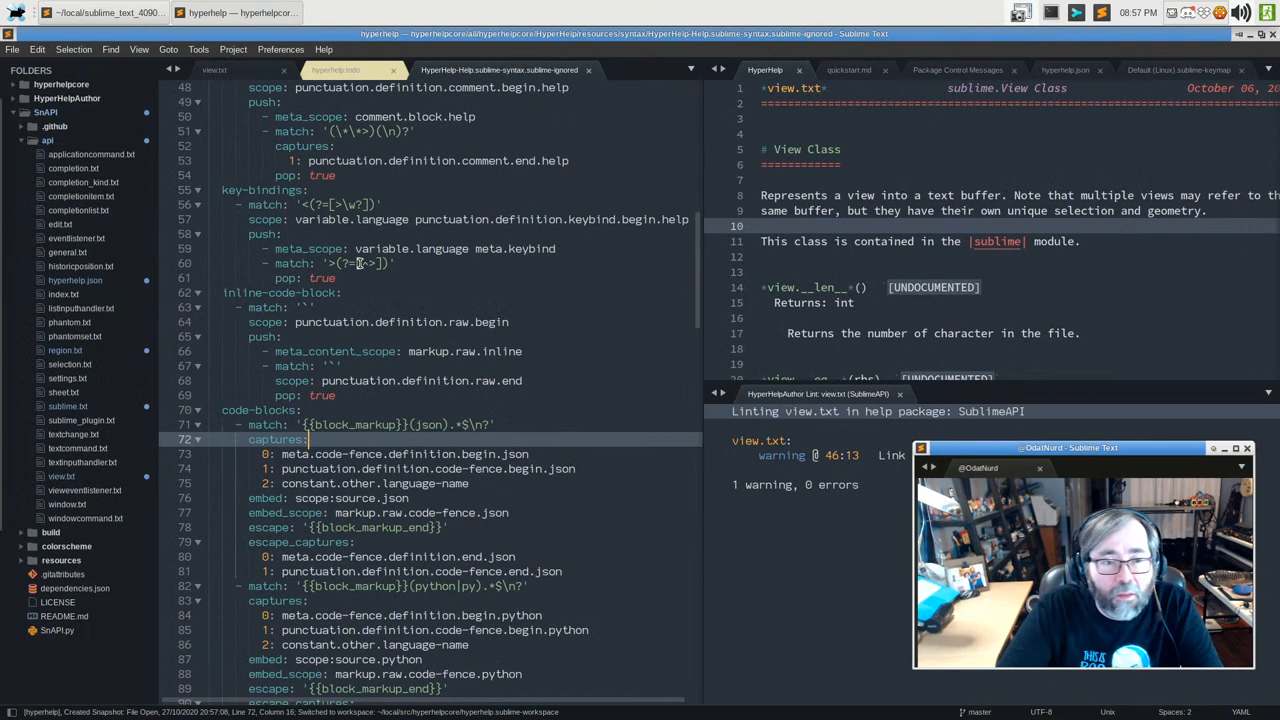 ~/local/sublime_text_4090...
hyperhelp — hyperhelpcor...
08:57 PM
hyperhelp — hyperhelpcore/all/hyperhelpcore/HyperHelp/resources/syntax/HyperHelp-Help.sublime-syntax.sublime-ignored - Sublime Text
File Edit Selection Find View Goto Tools Project Preferences Help
FOLDERS
hyperhelpcore
HyperHelpAuthor
SnAPI
.github
api
applicationcommand.txt
completion.txt
completion_kind.txt
completionitem.txt
completionlist.txt
edit.txt
eventlistener.txt
general.txt
historicposition.txt
hyperhelp.json
index.txt
listinputhandler.txt
phantom.txt
phantomset.txt
region.txt
selection.txt
settings.txt
sheet.txt
sublime.txt
sublime_plugin.txt
textchange.txt
textcommand.txt
textinputhandler.txt
view.txt
vieweventlistener.txt
window.txt
windowcommand.txt
build
colorscheme
resources
.gitattributes
dependencies.json
LICENSE
README.md
SnAPI.py
view.txt
hyperhelp.todo
HyperHelp-Help.sublime-syntax.sublime-ignored
48 scope: punctuation.definition.comment.begin.help
49 push:
50 - meta_scope: comment.block.help
51 - match: '(\*\*>)(\n)?'
52 captures:
53 1: punctuation.definition.comment.end.help
54 pop: true
55 key-bindings:
56 - match: '<(?=[>\w?])'
57 scope: variable.language punctuation.definition.keybind.begin.help
58 push:
59 - meta_scope: variable.language meta.keybind
60 - match: '>(?=[^>])'
61 pop: true
62 inline-code-block:
63 - match: '`'
64 scope: punctuation.definition.raw.begin
65 push:
66 - meta_content_scope: markup.raw.inline
67 - match: '`'
68 scope: punctuation.definition.raw.end
69 pop: true
70 code-blocks:
71 - match: '{{block_markup}}(json).*$\n?'
72 captures:
73 0: meta.code-fence.definition.begin.json
74 1: punctuation.definition.code-fence.begin.json
75 2: constant.other.language-name
76 embed: scope:source.json
77 embed_scope: markup.raw.code-fence.json
78 escape: '{{block_markup_end}}'
79 escape_captures:
80 0: meta.code-fence.definition.end.json
81 1: punctuation.definition.code-fence.end.json
82 - match: '{{block_markup}}(python|py).*$\n?'
83 captures:
84 0: meta.code-fence.definition.begin.python
85 1: punctuation.definition.code-fence.begin.python
86 2: constant.other.language-name
87 embed: scope:source.python
88 embed_scope: markup.raw.code-fence.python
89 escape: '{{block_markup_end}}'
90 escape_captures:
HyperHelp
quickstart.md
Package Control Messages
hyperhelp.json
Default (Linux).sublime-keymap
1 *view.txt* sublime.View Class October 06, 20
2 ====
3
4
5 # View Class
6 ============
7
8 Represents a view into a text buffer. Note that multiple views may refer to the
9 same buffer, but they have their own unique selection and geometry.
10
11 This class is contained in the |sublime| module.
12
13
14 *view.__len__*() [UNDOCUMENTED]
15 Returns: int
16
17 Returns the number of character in the file.
18
19
HyperHelpAuthor Lint: view.txt (SublimeAPI)
Linting view.txt in help package: SublimeAPI
view.txt:
warning @ 46:13 Link
1 warning, 0 errors
@OdatNurd - Sublime Text
@OdatNurd
THIS IS
[hyperhelp], Created Snapshot: File Open, 27/10/2020 20:57:08, Line 72, Column 16; Switched to workspace: ~/local/src/hyperhelpcore/hyperhelp.sublime-workspace
master
UTF-8
Unix
Spaces: 2
YAML